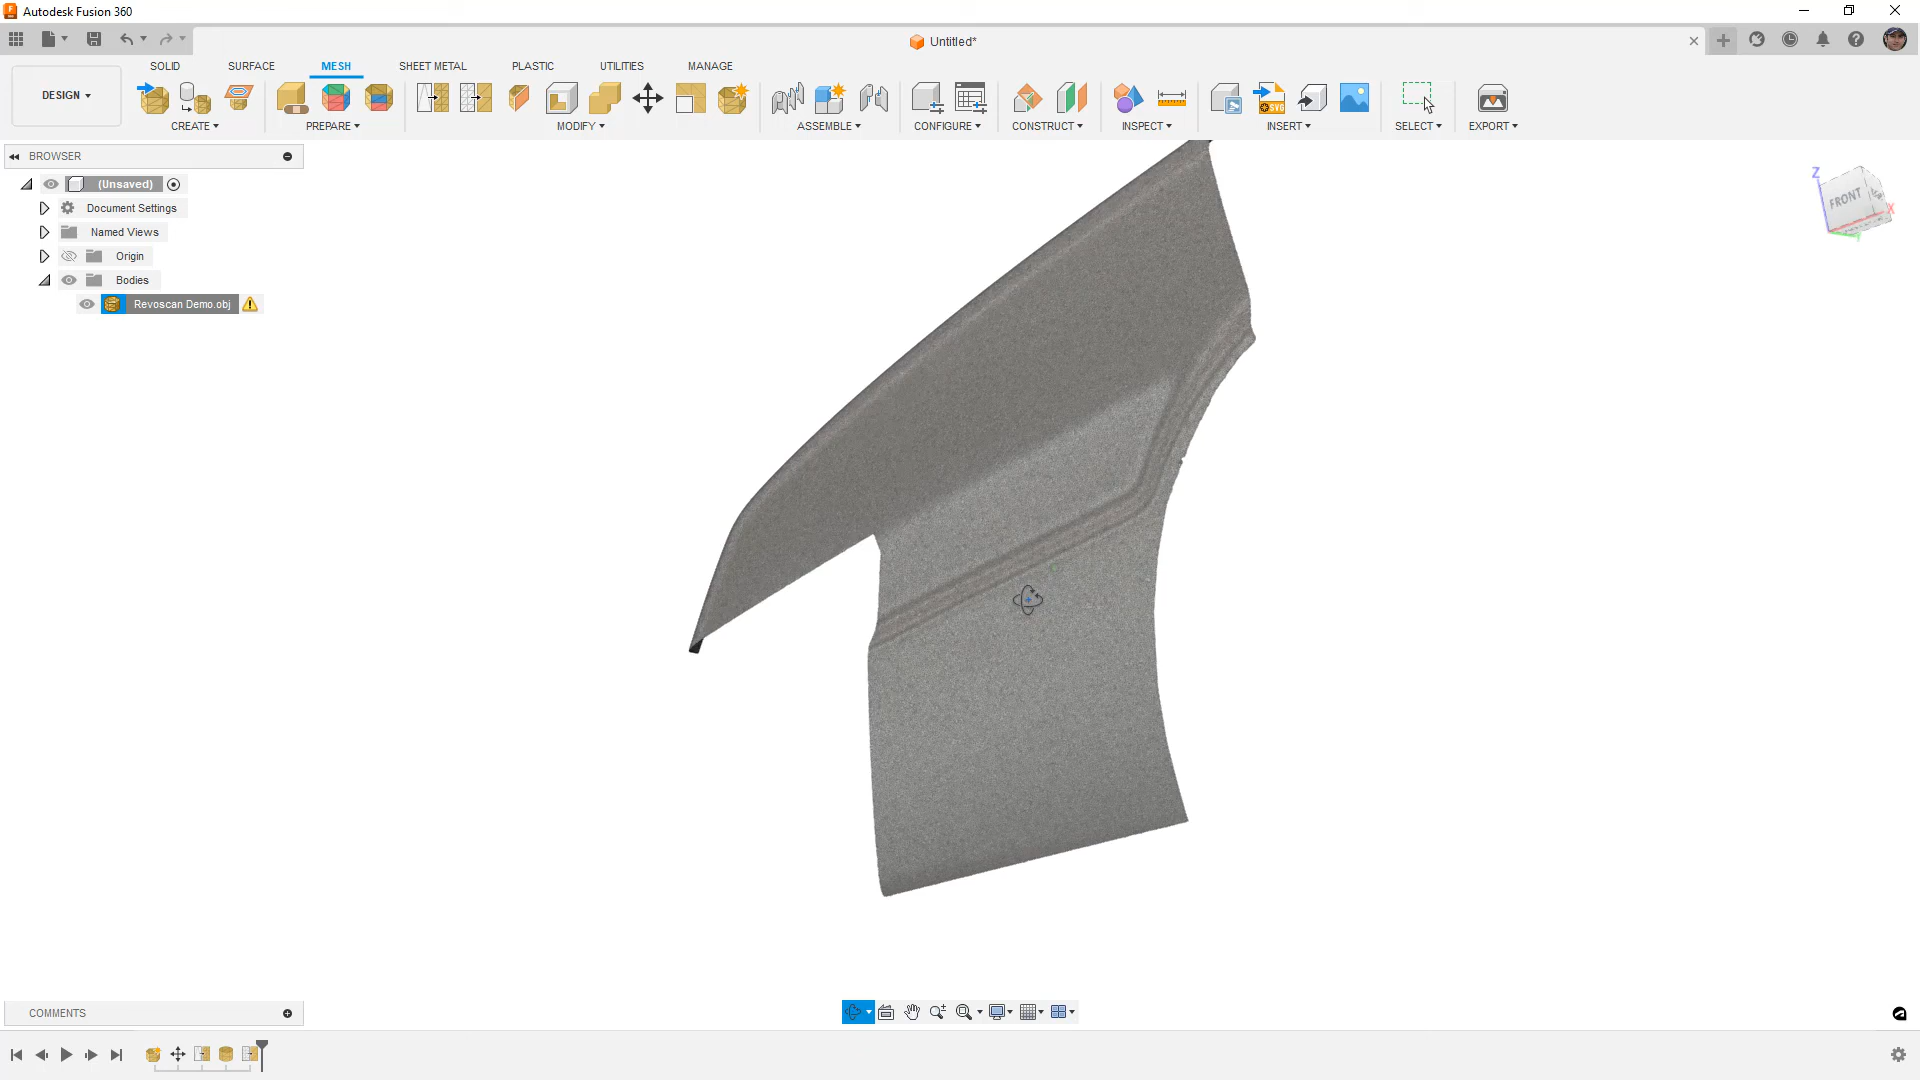 Autodesk Fusion 360
Untitled*
SOLID SURFACE MESH SHEET METAL PLASTIC UTILITIES MANAGE
DESIGN
CREATE PREPARE MODIFY ASSEMBLE CONFIGURE CONSTRUCT INSPECT INSERT SELECT EXPORT
SVG
BROWSER
(Unsaved)
Document Settings
Named Views
Origin
Bodies
Revoscan Demo.obj
Z
FRONT
X
COMMENTS